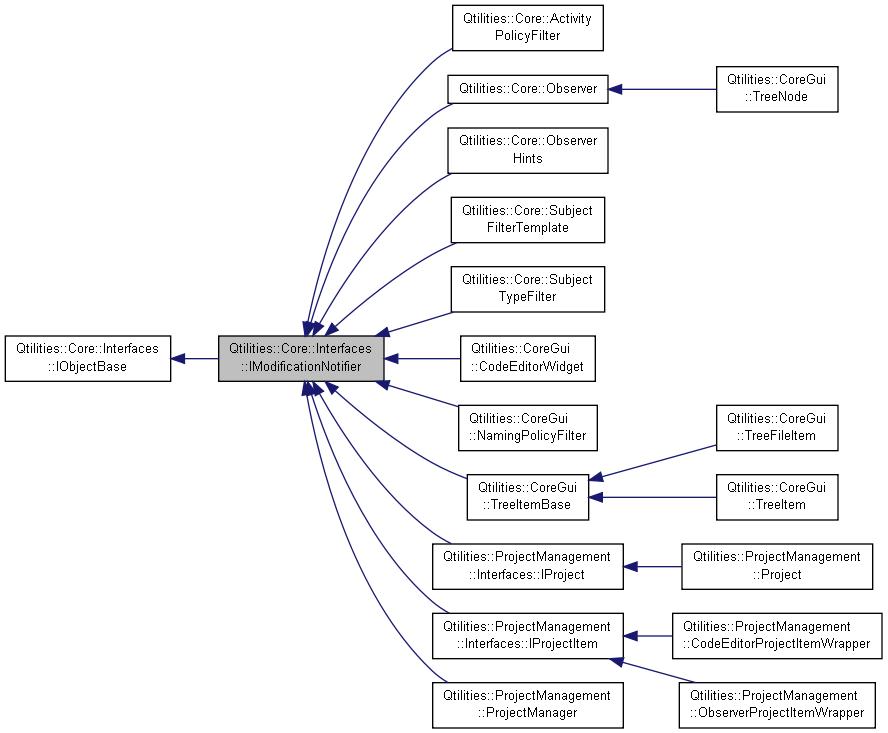 Qtilities::Core::Activity
PolicyFilter
Qtilities::Core::Observer
Qtilities::CoreGui
::TreeNode
Qtilities::Core::Observer
Hints
Qtilities::Core::Subject
FilterTemplate
Qtilities::Core::Subject
TypeFilter
Qtilities::Core::Interfaces
::IObjectBase
Qtilities::Core::Interfaces
::IModificationNotifier
Qtilities::CoreGui
::CodeEditorWidget
Qtilities::CoreGui
::NamingPolicyFilter
Qtilities::CoreGui
::TreeFileItem
Qtilities::CoreGui
::TreeItemBase
Qtilities::CoreGui
::TreeItem
Qtilities::ProjectManagement
::Interfaces::IProject
Qtilities::ProjectManagement
::Project
Qtilities::ProjectManagement
::Interfaces::IProjectItem
Qtilities::ProjectManagement
::CodeEditorProjectItemWrapper
Qtilities::ProjectManagement
::ProjectManager
Qtilities::ProjectManagement
::ObserverProjectItemWrapper